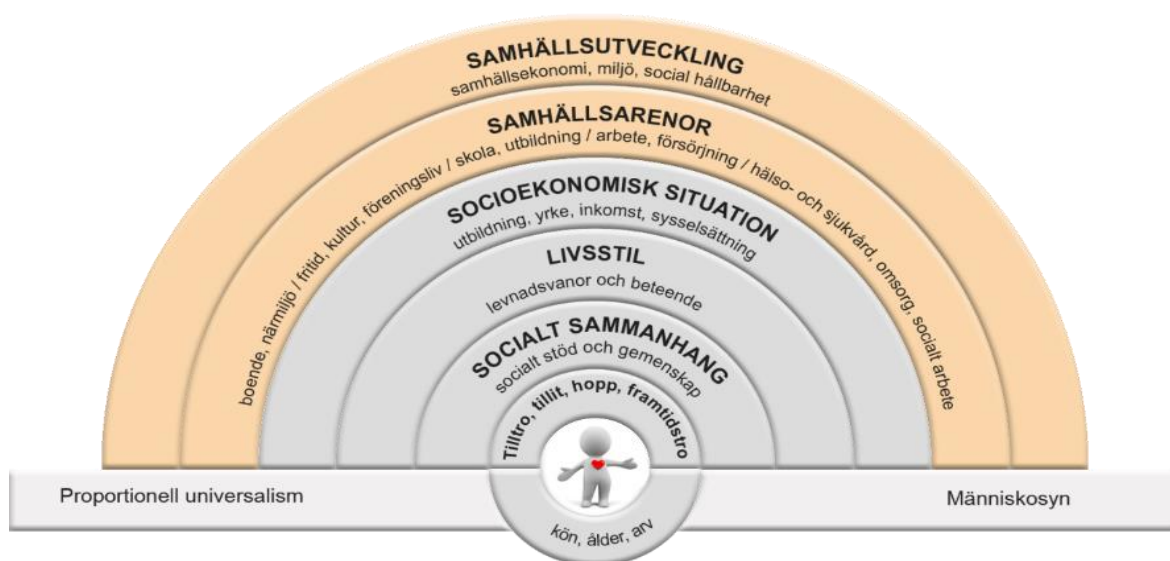 SAMHÄLLSUTVECKLING
samhällsekonomi, miljö, social hållbarhet
SAMHÄLLSARENOR
boende, närmiljö / fritid, kultur, föreningsliv / skola, utbildning / arbete, försörjning / hälso- och sjukvård, omsorg, socialt arbete
SOCIOEKONOMISK SITUATION
utbildning, yrke, inkomst, sysselsättning
LIVSSTIL
levnadsvanor och beteende
SOCIALT SAMMANHANG
socialt stöd och gemenskap
Tilltro, tillit, hopp, framtidstro
Proportionell universalism
Människosyn
kön, ålder, arv